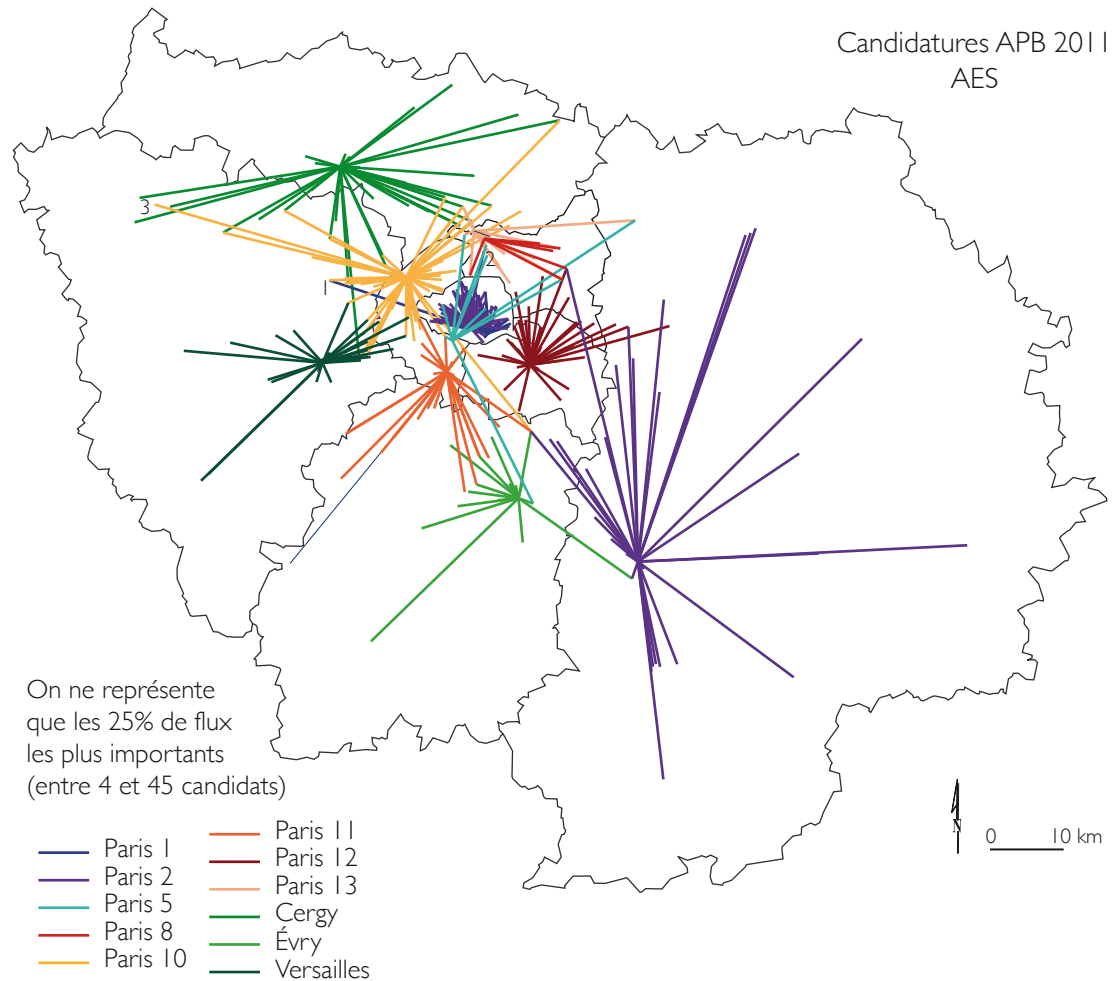 Candidatures APB 2011
AES
3
2
1
On ne représente
que les 25% de flux
les plus importants
(entre 4 et 45 candidats)
Paris 1
Paris 2
Paris 5
Paris 8
Paris 10
Paris 11
Paris 12
Paris 13
Cergy
Évry
Versailles
N
0 10 km